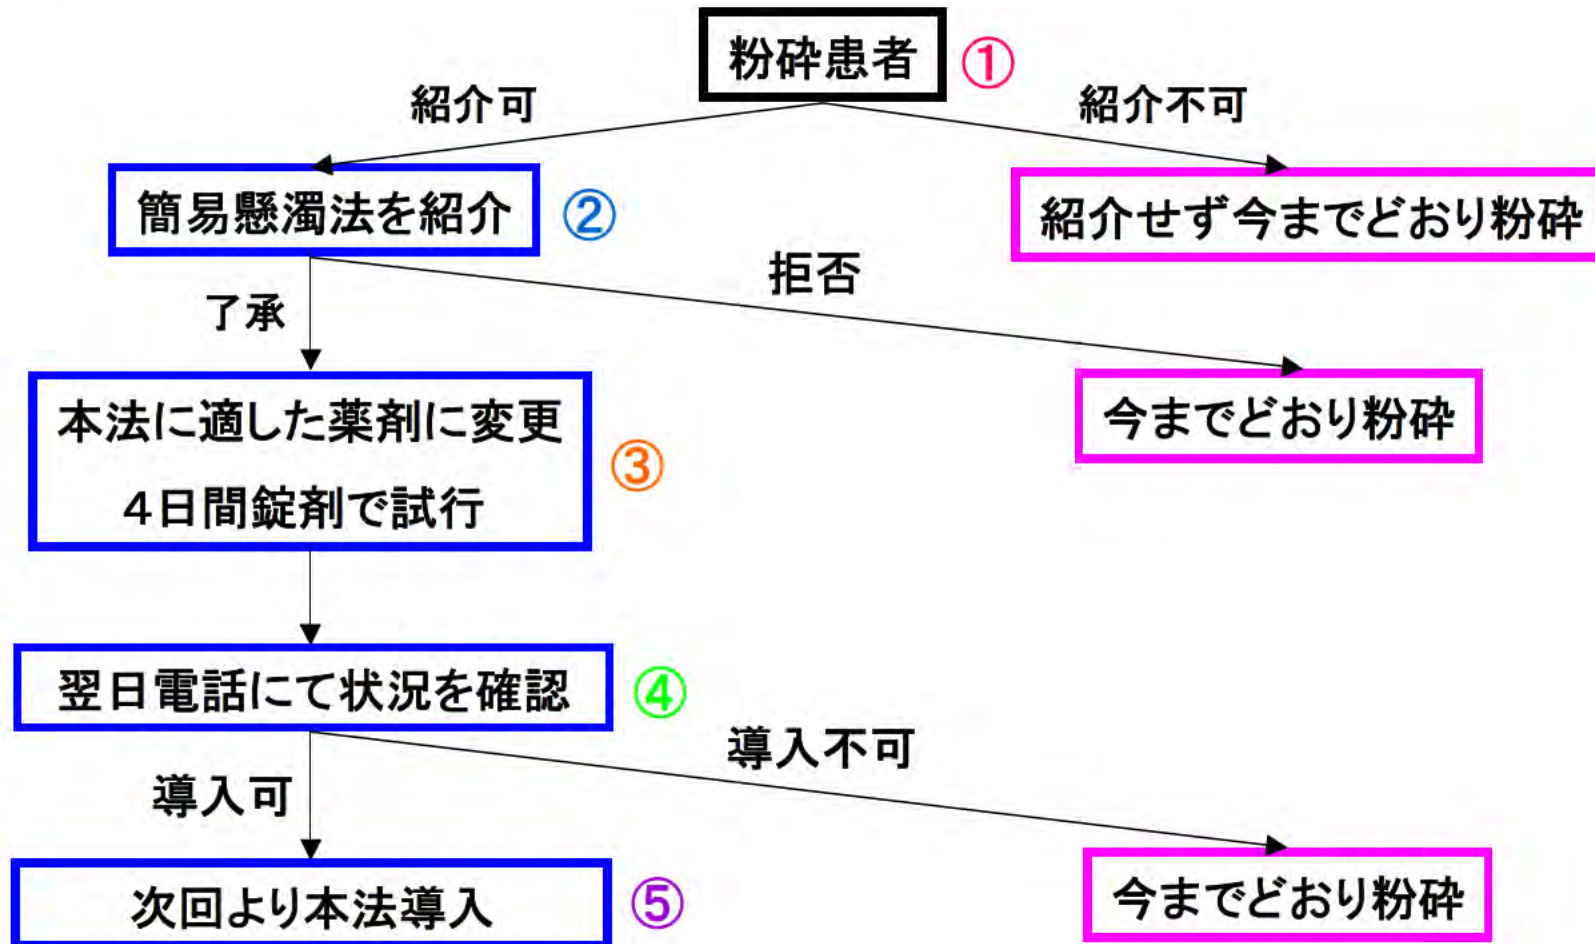 粉砕患者 ①
紹介可
紹介不可
簡易懸濁法を紹介 ②
紹介せず今までどおり粉砕
拒否
了承
本法に適した薬剤に変更
4日間錠剤で試行
③
今までどおり粉砕
翌日電話にて状況を確認 ④
導入不可
導入可
次回より本法導入 ⑤
今までどおり粉砕